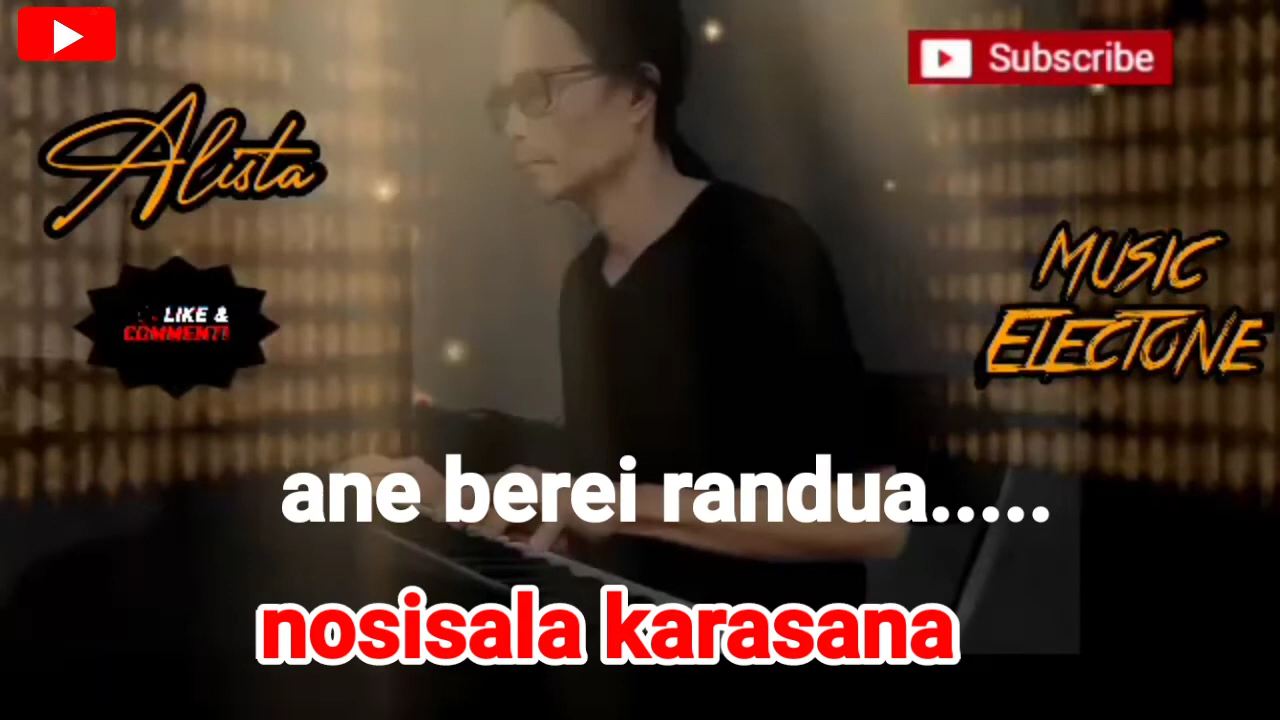 Subscribe
Alista
LIKE &
COMMENT!
MUSIC
ELECTONE
ane berei randua.....
nosisala karasana